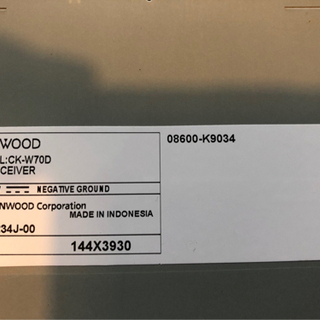 WOOD
L:CK-W70D
CEIVER
NEGATIVE GROUND
NWOOD Corporation
MADE IN INDONESIA
34J-00
144X3930
08600-K9034